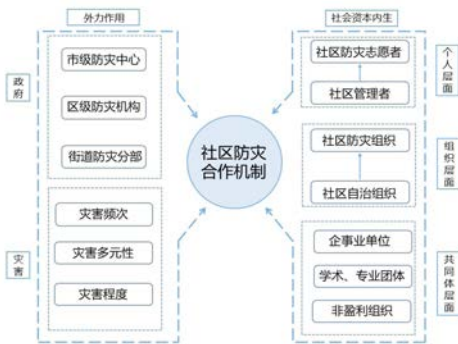 外力作用
政府
市级防灾中心
区级防灾机构
街道防灾分部
灾害
灾害频次
灾害多元性
灾害程度
社区防灾
合作机制
社会资本内生
社区防灾志愿者
社区管理者
个人层面
社区防灾组织
社区自治组织
组织层面
企事业单位
学术、专业团体
非盈利组织
共同体层面